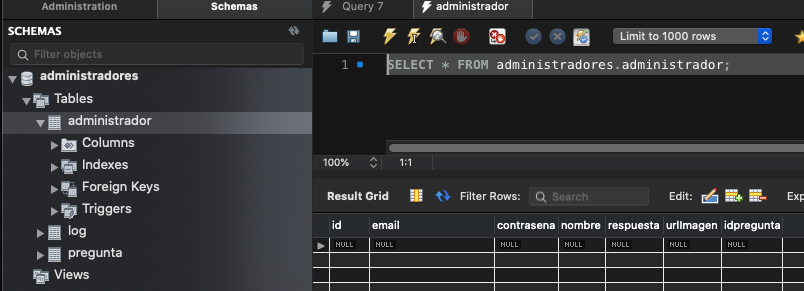 Administration Schemas Query 7 administrador
SCHEMAS
Filter objects
Limit to 1000 rows
administradores
Tables
administrador
Columns
Indexes
Foreign Keys
Triggers
log
pregunta
Views
1 SELECT * FROM administradores.administrador;
100% 1:1
Result Grid Filter Rows: Search Edit: Exp
id email contrasena nombre respuesta urlImagen idpregunta
NULL NULL NULL NULL NULL NULL NULL